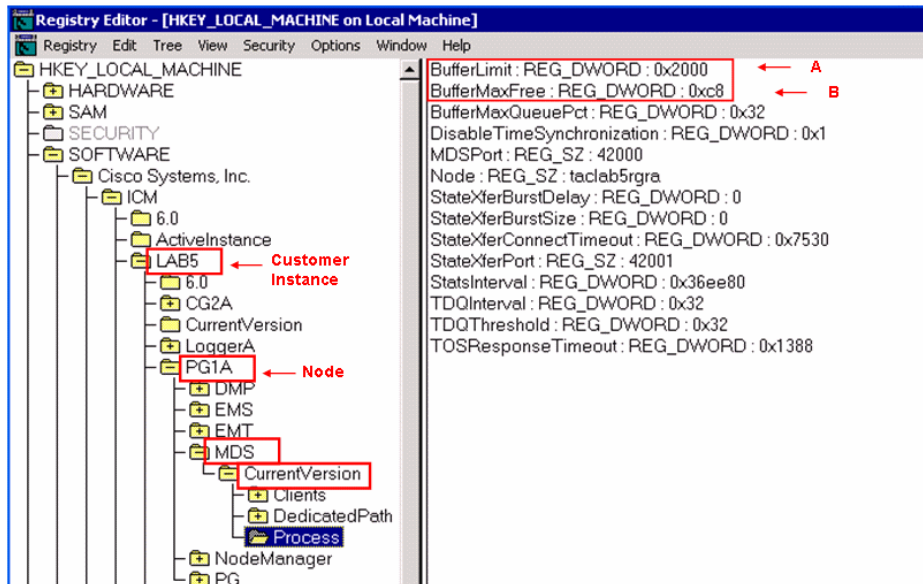 Registry Editor - [HKEY_LOCAL_MACHINE on Local Machine]
Registry Edit Tree View Security Options Window Help
HKEY_LOCAL_MACHINE
HARDWARE
SAM
SECURITY
SOFTWARE
Cisco Systems, Inc.
ICM
6.0
ActiveInstance
LAB5
Customer
Instance
6.0
CG2A
CurrentVersion
LoggerA
PG1A
Node
DMP
EMS
EMT
MDS
CurrentVersion
Clients
DedicatedPath
Process
NodeManager
PG
BufferLimit : REG_DWORD : 0x2000
A
BufferMaxFree : REG_DWORD : 0xc8
B
BufferMaxQueuePct : REG_DWORD : 0x32
DisableTimeSynchronization : REG_DWORD : 0x1
MDSPort : REG_SZ : 42000
Node : REG_SZ : taclab5rgra
StateXferBurstDelay : REG_DWORD : 0
StateXferBurstSize : REG_DWORD : 0
StateXferConnectTimeout : REG_DWORD : 0x7530
StateXferPort : REG_SZ : 42001
StatsInterval : REG_DWORD : 0x36ee80
TDQInterval : REG_DWORD : 0x32
TDQThreshold : REG_DWORD : 0x32
TOSResponseTimeout : REG_DWORD : 0x1388